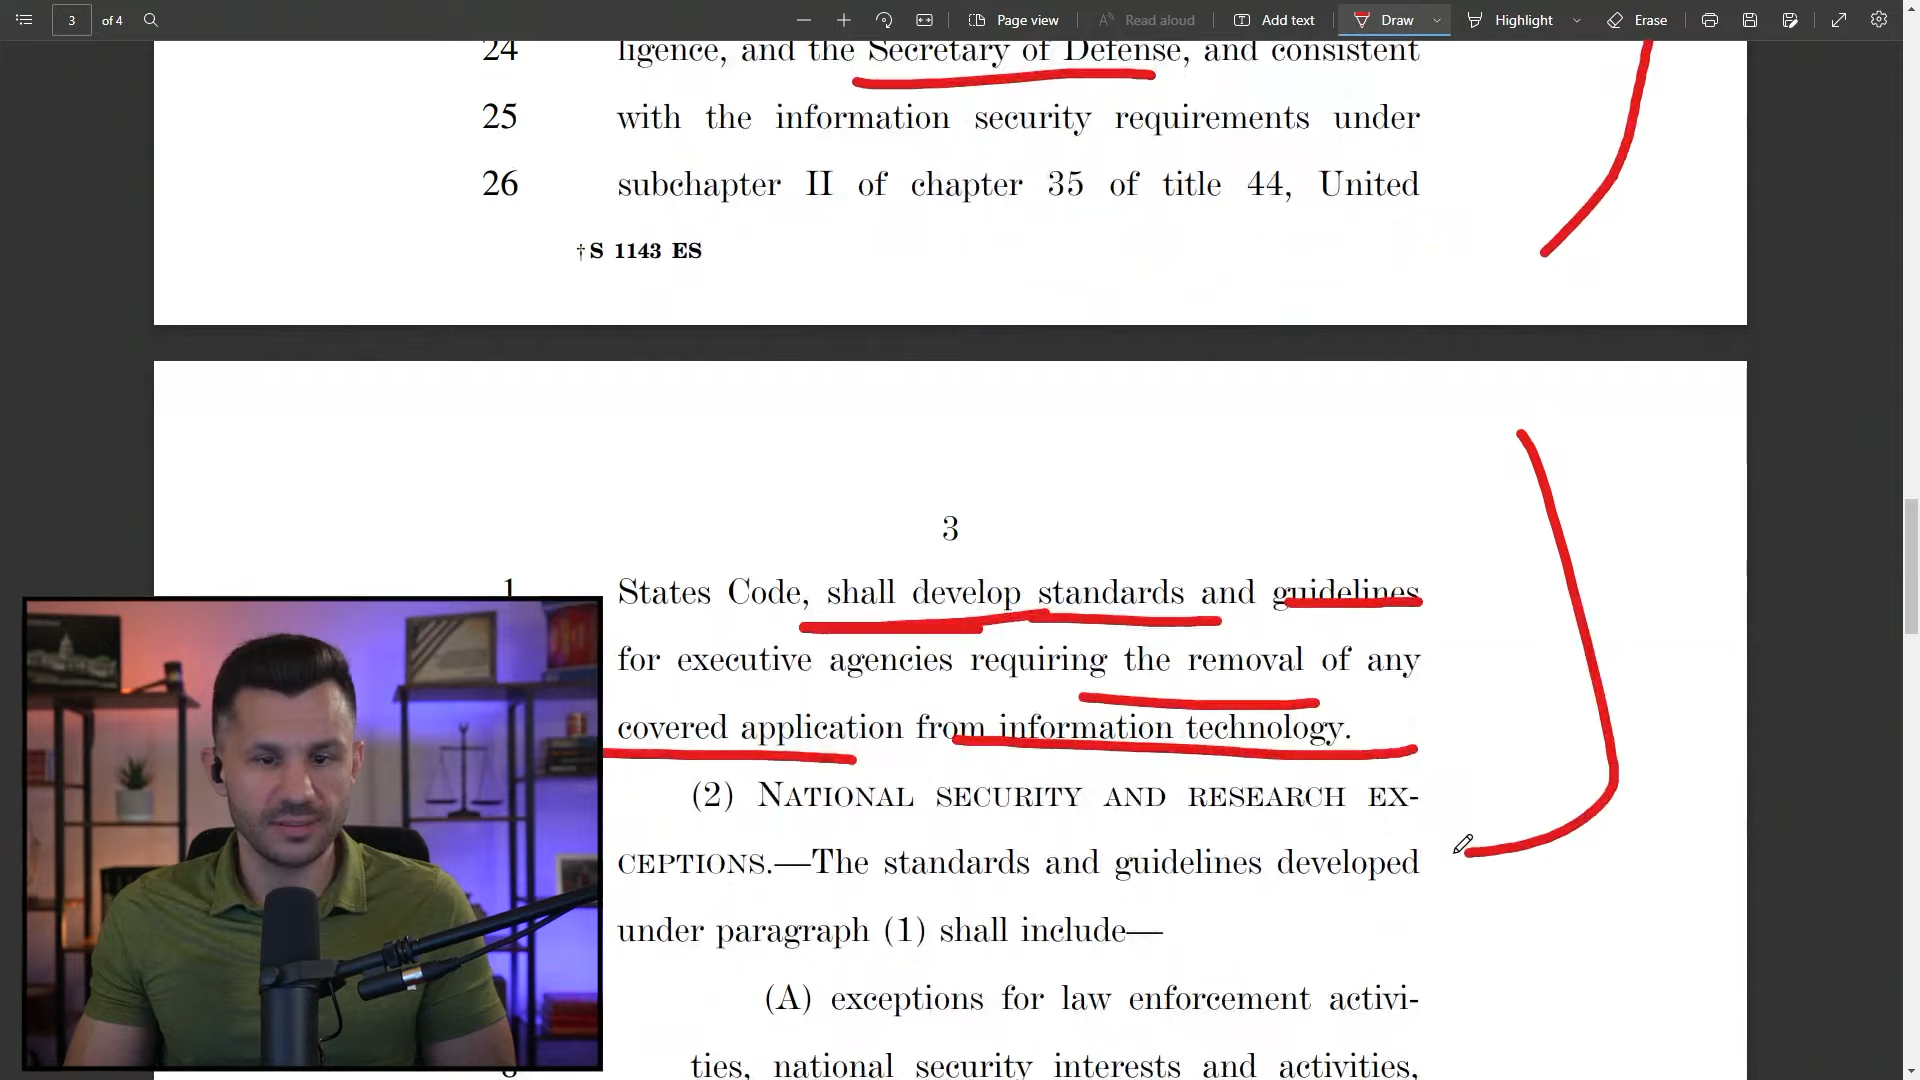 3 of 4 Page view Read aloud Add text Draw Highlight Erase
24 ligence, and the Secretary of Defense, and consistent
25 with the information security requirements under
26 subchapter II of chapter 35 of title 44, United
†S 1143 ES
3
1 States Code, shall develop standards and guidelines
for executive agencies requiring the removal of any
covered application from information technology.
(2) NATIONAL SECURITY AND RESEARCH EX-
CEPTIONS.—The standards and guidelines developed
under paragraph (1) shall include—
(A) exceptions for law enforcement activi-
ties, national security interests and activities,